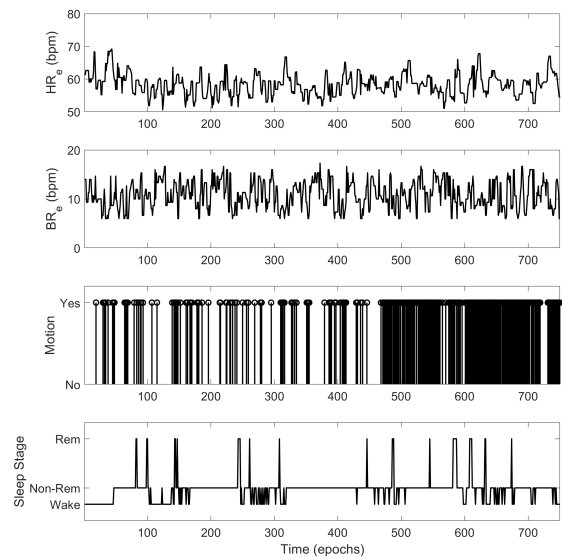 80
70
60
50
HRe (bpm)
100 200 300 400 500 600 700
20
10
0
BRe (bpm)
100 200 300 400 500 600 700
Yes
No
Motion
100 200 300 400 500 600 700
Rem
Non-Rem
Wake
Sleep Stage
100 200 300 400 500 600 700
Time (epochs)